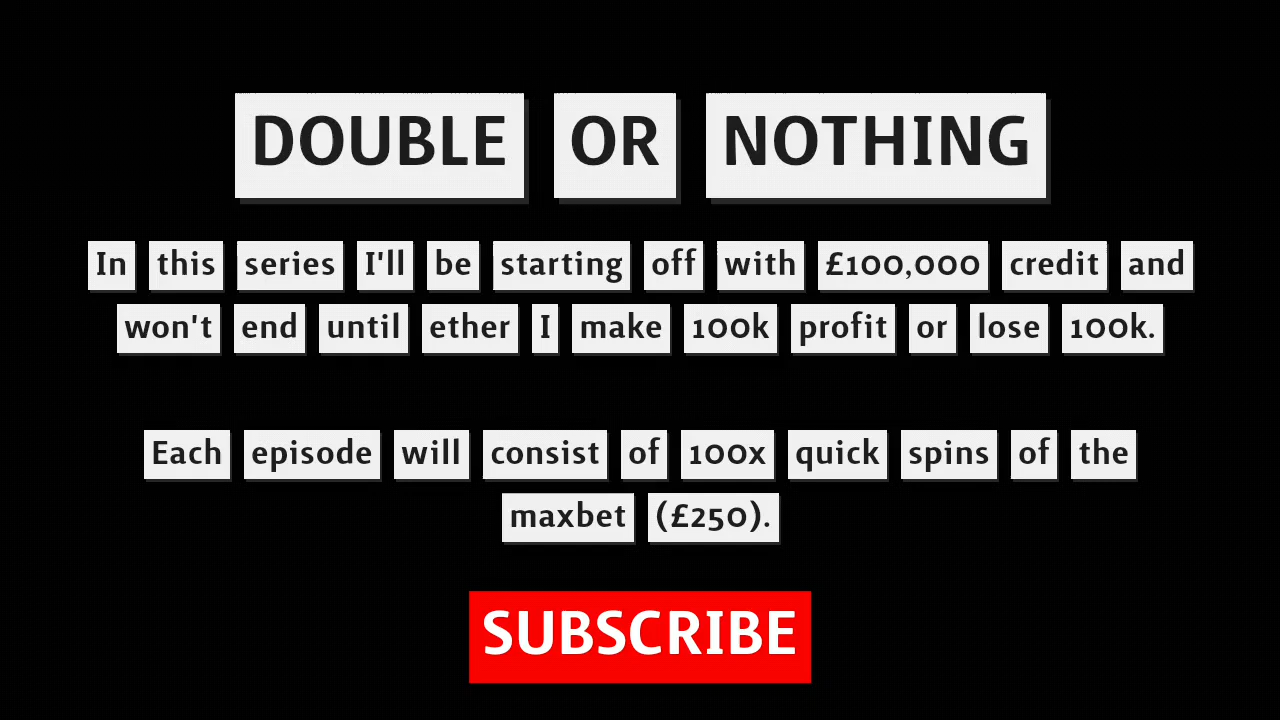 DOUBLE OR NOTHING
In this series I'll be starting off with £100,000 credit and
won't end until ether I make 100k profit or lose 100k.
Each episode will consist of 100x quick spins of the
maxbet (£250).
SUBSCRIBE